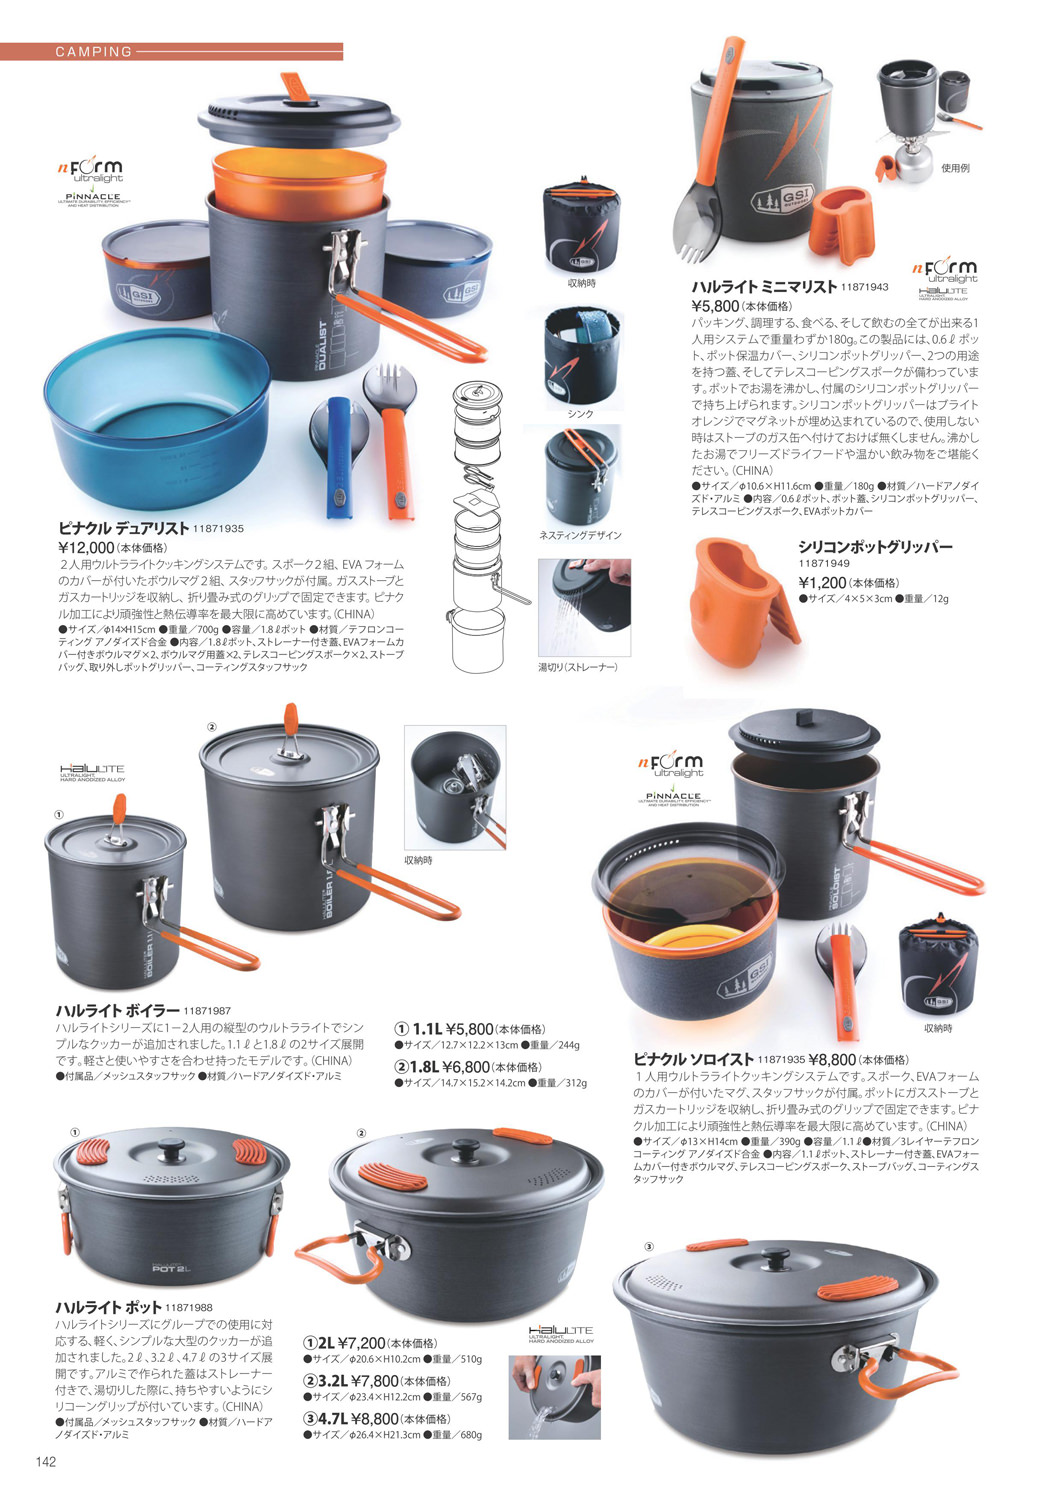 CAMPING
nFOrm
ultralight
PiNNACLE
ULTIMATE DURABILITY, EFFICIENCY™
AND HEAT DISTRIBUTION
GSI
GSI
DUALIST
収納時
シンク
ネスティングデザイン
湯切り(ストレーナー)
ピナクル デュアリスト 11871935
¥12,000(本体価格)
２人用ウルトラライトクッキングシステムです。スポーク２組、EVA フォーム
のカバーが付いたボウルマグ２組、スタッフサックが付属。 ガスストーブと
ガスカートリッジを収納し、折り畳み式のグリップで固定できます。ピナク
ル加工により頑強性と熱伝導率を最大限に高めています。(CHINA)
●サイズ／φ14×H15cm ●重量／700g ●容量／1.8ℓポット ●材質／テフロンコー
ティング アノダイズド合金 ●内容／1.8ℓポット、ストレーナー付き蓋、EVAフォームカ
バー付きボウルマグ×2、ボウルマグ用蓋×2、テレスコーピングスポーク×2、ストーブ
バッグ、取り外しポットグリッパー、コーティングスタッフサック
GSI
OUTDOORS
使用例
nFOrm
ultralight
HALULITE
ULTRALIGHT,
HARD ANODIZED ALLOY
ハルライト ミニマリスト 11871943
¥5,800(本体価格)
パッキング、調理する、食べる、そして飲むの全てが出来る1
人用システムで重量わずか180g。この製品には、0.6ℓポッ
ト、ポット保温カバー、シリコンポットグリッパー、2つの用途
を持つ蓋、そしてテレスコーピングスポークが備わっていま
す。ポットでお湯を沸かし、付属のシリコンポットグリッパー
で持ち上げられます。シリコンポットグリッパーはブライト
オレンジでマグネットが埋め込まれているので、使用しない
時はストーブのガス缶へ付けておけば無くしません。沸かし
たお湯でフリーズドライフードや温かい飲み物をご堪能く
ださい。(CHINA)
●サイズ／φ10.6×H11.6cm ●重量／180g ●材質／ハードアノダイ
ズド・アルミ ●内容／0.6ℓポット、ポット蓋、シリコンポットグリッパー、
テレスコーピングスポーク、EVAポットカバー
シリコンポットグリッパー
11871949
¥1,200(本体価格)
●サイズ／4×5×3cm ●重量／12g
HALULITE
ULTRALIGHT,
HARD ANODIZED ALLOY
①
BOILER 1.1
②
BOILER 1.8
収納時
ハルライト ボイラー 11871987
ハルライトシリーズに1−2人用の縦型のウルトラライトでシン
プルなクッカーが追加されました。1.1ℓと1.8ℓの2サイズ展開
です。軽さと使いやすさを合わせ持ったモデルです。(CHINA)
●付属品／メッシュスタッフサック ●材質／ハードアノダイズド・アルミ
① 1.1L ¥5,800(本体価格)
●サイズ／12.7×12.2×13cm ●重量／244g
②1.8L ¥6,800(本体価格)
●サイズ／14.7×15.2×14.2cm ●重量／312g
nFOrm
ultralight
PiNNACLE
ULTIMATE DURABILITY, EFFICIENCY™
AND HEAT DISTRIBUTION
SOLOIST
GSI
収納時
ピナクル ソロイスト 11871935 ¥8,800(本体価格)
１人用ウルトラライトクッキングシステムです。スポーク、EVAフォーム
のカバーが付いたマグ、スタッフサックが付属。ポットにガスストーブと
ガスカートリッジを収納し、折り畳み式のグリップで固定できます。ピナ
クル加工により頑強性と熱伝導率を最大限に高めています。(CHINA)
●サイズ／φ13×H14cm ●重量／390g ●容量／1.1ℓ●材質／3レイヤーテフロン
コーティング アノダイズド合金 ●内容／1.1ℓポット、ストレーナー付き蓋、EVAフォー
ムカバー付きボウルマグ、テレスコーピングスポーク、ストーブバッグ、コーティングス
タッフサック
①
POT 2L
②
③
ハルライト ポット 11871988
ハルライトシリーズにグループでの使用に対
応する、軽く、シンプルな大型のクッカーが追
加されました。2ℓ、3.2ℓ、4.7ℓの3サイズ展
開です。アルミで作られた蓋はストレーナー
付きで、湯切りした際に、持ちやすいようにシ
リコーングリップが付いています。(CHINA)
●付属品／メッシュスタッフサック ●材質／ハードア
ノダイズド・アルミ
①2L ¥7,200(本体価格)
●サイズ／φ20.6×H10.2cm ●重量／510g
②3.2L ¥7,800(本体価格)
●サイズ／φ23.4×H12.2cm ●重量／567g
③4.7L ¥8,800(本体価格)
●サイズ／φ26.4×H21.3cm ●重量／680g
HALULITE
ULTRALIGHT,
HARD ANODIZED ALLOY
142